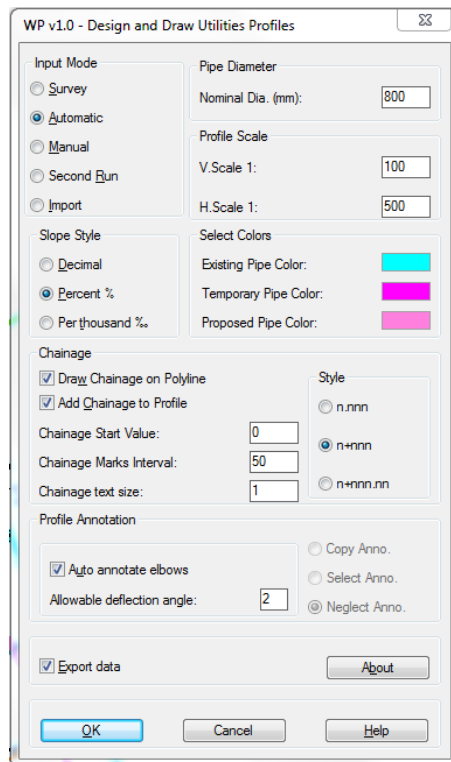 WP v1.0 - Design and Draw Utilities Profiles
Input Mode
Survey
Automatic
Manual
Second Run
Import
Pipe Diameter
Nominal Dia. (mm): 800
Profile Scale
V.Scale 1: 100
H.Scale 1: 500
Slope Style
Decimal
Percent %
Per thousand ‰
Select Colors
Existing Pipe Color:
Temporary Pipe Color:
Proposed Pipe Color:
Chainage
Draw Chainage on Polyline
Add Chainage to Profile
Chainage Start Value: 0
Chainage Marks Interval: 50
Chainage text size: 1
Style
n.nnn
n+nnn
n+nnn.nn
Profile Annotation
Auto annotate elbows
Allowable deflection angle: 2
Copy Anno.
Select Anno.
Neglect Anno.
Export data
About
OK Cancel Help